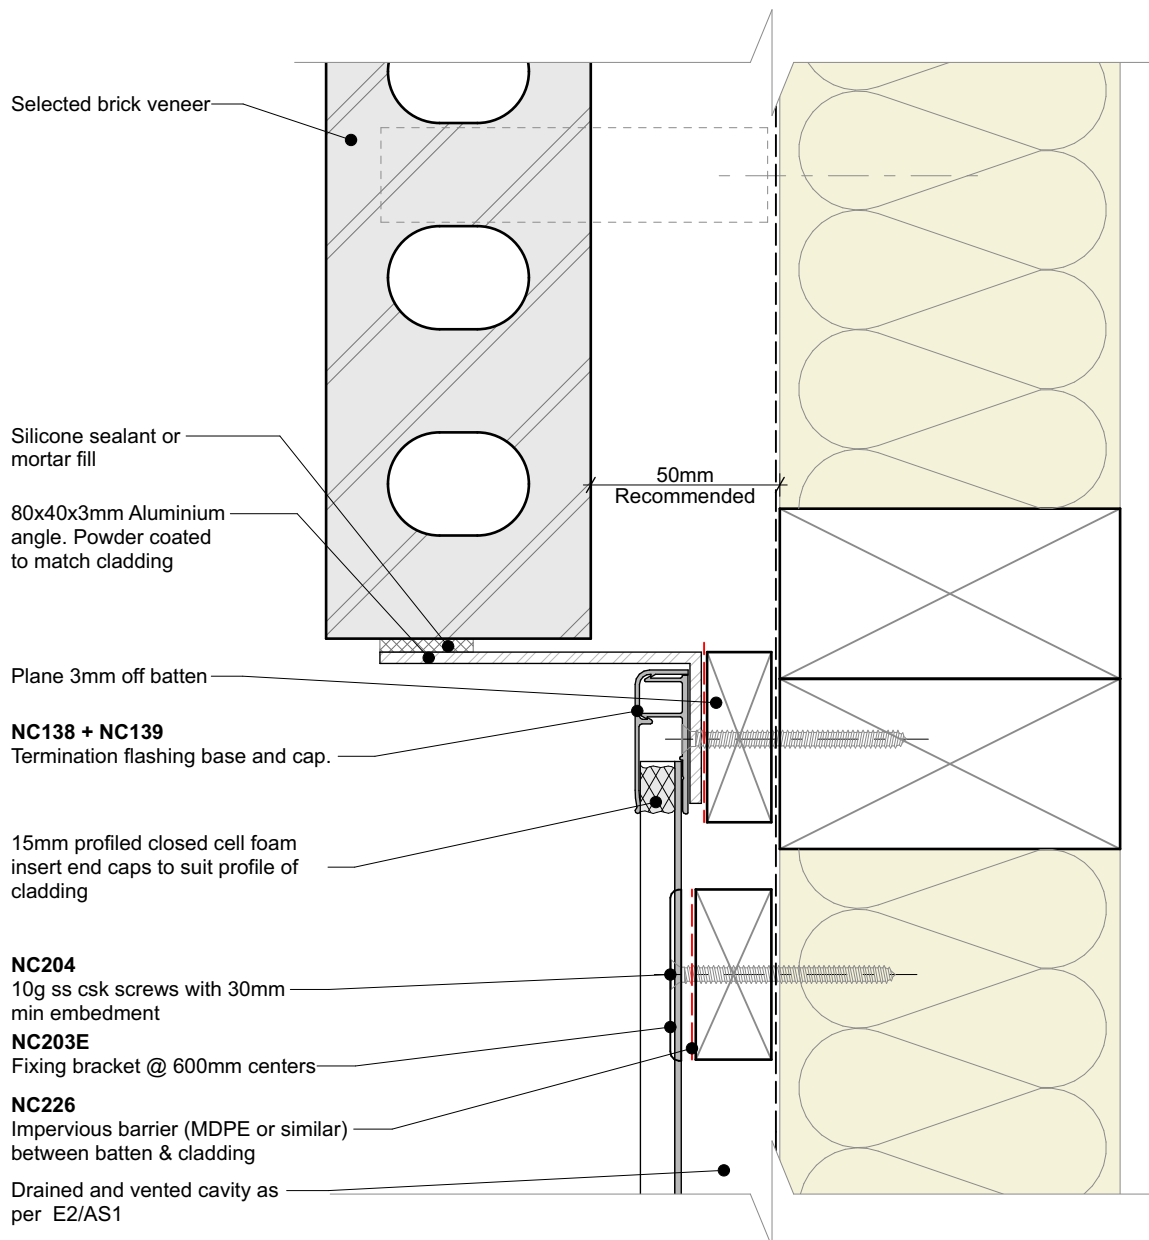 Selected brick veneer
Silicone sealant or
mortar fill
50mm
Recommended
80x40x3mm Aluminium
angle. Powder coated
to match cladding
Plane 3mm off batten
NC138 + NC139
Termination flashing base and cap.
15mm profiled closed cell foam
insert end caps to suit profile of
cladding
NC204
10g ss csk screws with 30mm
min embedment
NC203E
Fixing bracket @ 600mm centers
NC226
Impervious barrier (MDPE or similar)
between batten & cladding
Drained and vented cavity as
per E2/AS1